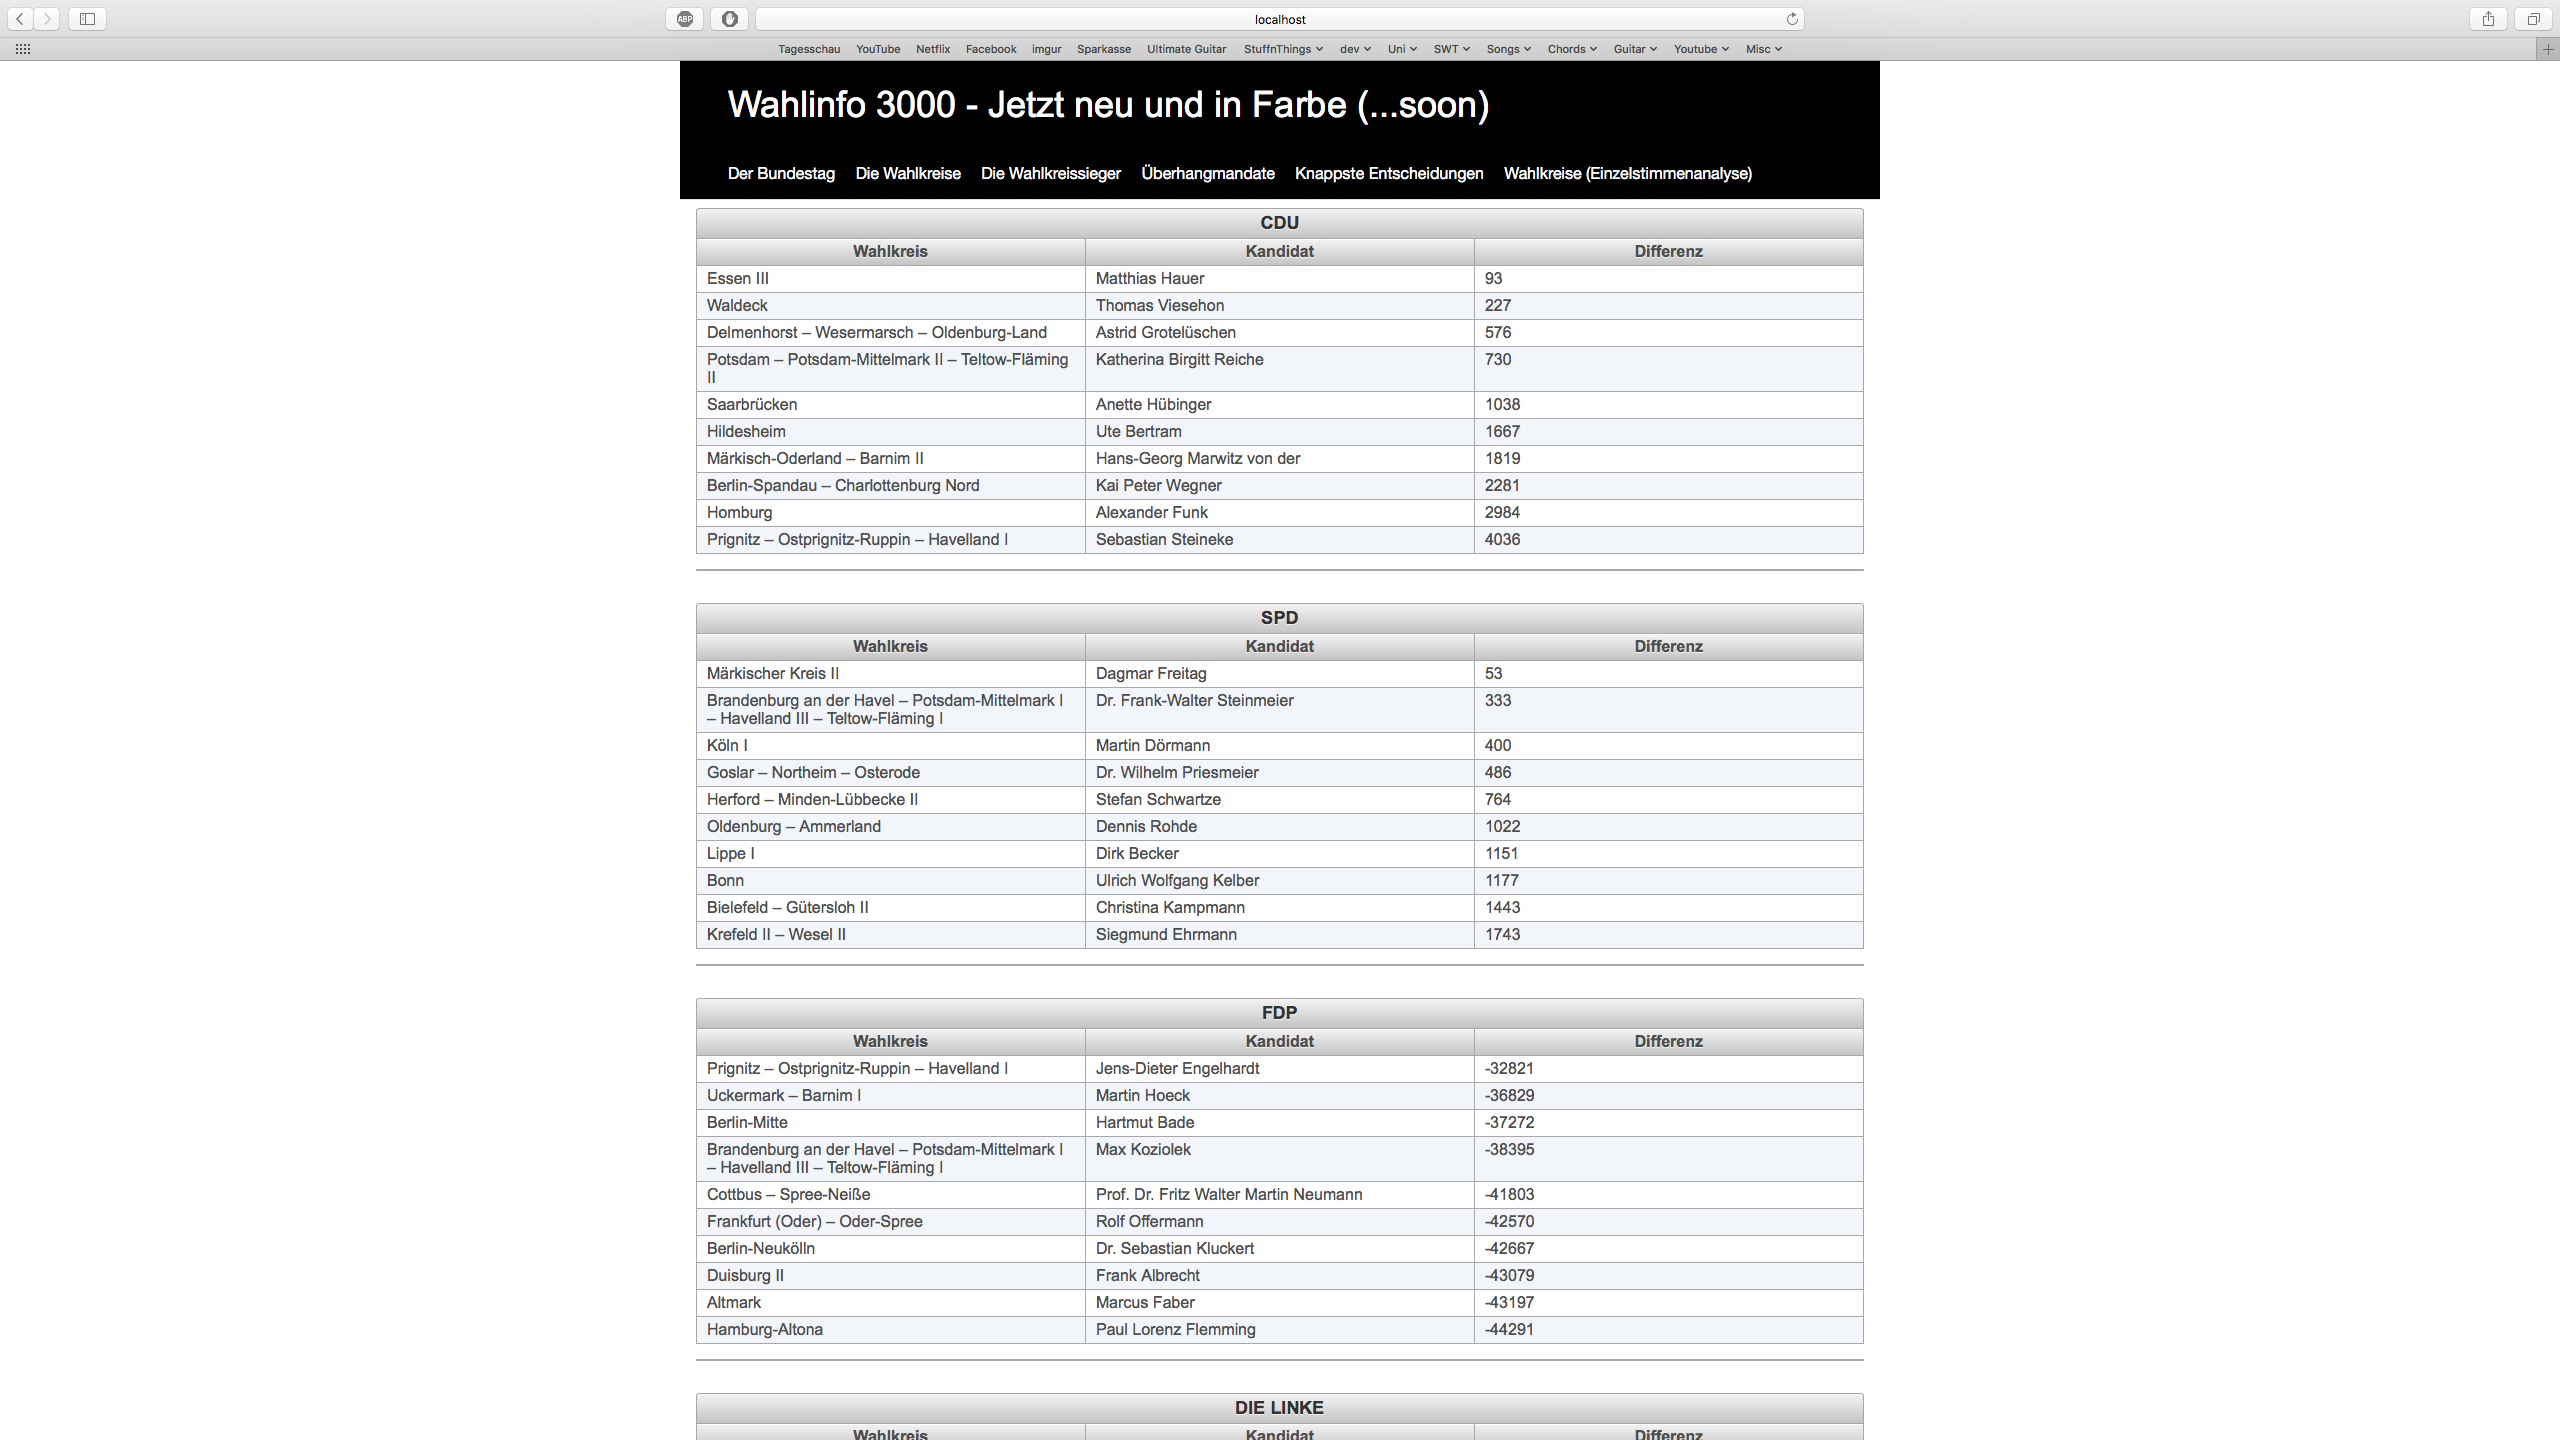 localhost
Tagesschau YouTube Netflix Facebook imgur Sparkasse Ultimate Guitar StuffnThings dev Uni SWT Songs Chords Guitar Youtube Misc
Wahlinfo 3000 - Jetzt neu und in Farbe (...soon)
Der Bundestag Die Wahlkreise Die Wahlkreissieger Überhangmandate Knappste Entscheidungen Wahlkreise (Einzelstimmenanalyse)
CDU
Wahlkreis Kandidat Differenz
Essen III Matthias Hauer 93
Waldeck Thomas Viesehon 227
Delmenhorst – Wesermarsch – Oldenburg-Land Astrid Grotelüschen 576
Potsdam – Potsdam-Mittelmark II – Teltow-Fläming Katherina Birgitt Reiche 730
II
Saarbrücken Anette Hübinger 1038
Hildesheim Ute Bertram 1667
Märkisch-Oderland – Barnim II Hans-Georg Marwitz von der 1819
Berlin-Spandau – Charlottenburg Nord Kai Peter Wegner 2281
Homburg Alexander Funk 2984
Prignitz – Ostprignitz-Ruppin – Havelland I Sebastian Steineke 4036
SPD
Wahlkreis Kandidat Differenz
Märkischer Kreis II Dagmar Freitag 53
Brandenburg an der Havel – Potsdam-Mittelmark I Dr. Frank-Walter Steinmeier 333
– Havelland III – Teltow-Fläming I
Köln I Martin Dörmann 400
Goslar – Northeim – Osterode Dr. Wilhelm Priesmeier 486
Herford – Minden-Lübbecke II Stefan Schwartze 764
Oldenburg – Ammerland Dennis Rohde 1022
Lippe I Dirk Becker 1151
Bonn Ulrich Wolfgang Kelber 1177
Bielefeld – Gütersloh II Christina Kampmann 1443
Krefeld II – Wesel II Siegmund Ehrmann 1743
FDP
Wahlkreis Kandidat Differenz
Prignitz – Ostprignitz-Ruppin – Havelland I Jens-Dieter Engelhardt -32821
Uckermark – Barnim I Martin Hoeck -36829
Berlin-Mitte Hartmut Bade -37272
Brandenburg an der Havel – Potsdam-Mittelmark I Max Koziolek -38395
– Havelland III – Teltow-Fläming I
Cottbus – Spree-Neiße Prof. Dr. Fritz Walter Martin Neumann -41803
Frankfurt (Oder) – Oder-Spree Rolf Offermann -42570
Berlin-Neukölln Dr. Sebastian Kluckert -42667
Duisburg II Frank Albrecht -43079
Altmark Marcus Faber -43197
Hamburg-Altona Paul Lorenz Flemming -44291
DIE LINKE
Wahlkreis Kandidat Differenz